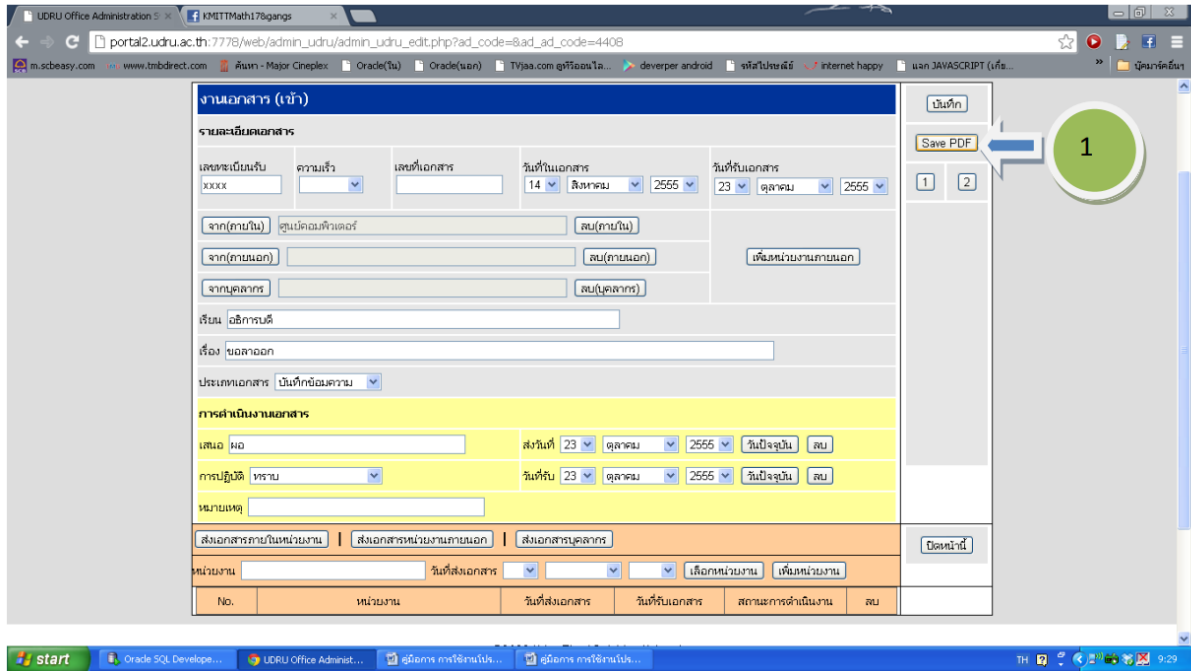 UDRU Office Administration S
KMITTMath17&gangs
portal2.udru.ac.th:7778/web/admin_udru/admin_udru_edit.php?ad_code=&ad_ad_code=4408
m.scbeasy.com www.tmbdirect.com ค้นหา - Major Cineplex Oracle(ใน) Oracle(นอก) TVjaa.com ดูทีวีออนไล... deverper android รหัสไปรษณีย์ internet happy แลก JAVASCRIPT (เกี่ย... » บุ๊คมาร์คอื่นๆ
งานเอกสาร (เข้า)
บันทึก
รายละเอียดเอกสาร
Save PDF
1
เลขทะเบียนรับ ความเร็ว เลขที่เอกสาร วันที่ในเอกสาร วันที่รับเอกสาร
xxxx 14 สิงหาคม 2555 23 ตุลาคม 2555
1 2
จาก(ภายใน) ศูนย์คอมพิวเตอร์ ลบ(ภายใน)
จาก(ภายนอก) ลบ(ภายนอก) เพิ่มหน่วยงานภายนอก
จากบุคลากร ลบ(บุคลากร)
เรียน อธิการบดี
เรื่อง ขอลาออก
ประเภทเอกสาร บันทึกข้อความ
การดำเนินงานเอกสาร
เสนอ ผอ ส่งวันที่ 23 ตุลาคม 2555 วันปัจจุบัน ลบ
การปฏิบัติ ทราบ วันที่รับ 23 ตุลาคม 2555 วันปัจจุบัน ลบ
หมายเหตุ
ส่งเอกสารภายในหน่วยงาน | ส่งเอกสารหน่วยงานภายนอก | ส่งเอกสารบุคลากร
ปิดหน้านี้
หน่วยงาน วันที่ส่งเอกสาร เลือกหน่วยงาน เพิ่มหน่วยงาน
No. หน่วยงาน วันที่ส่งเอกสาร วันที่รับเอกสาร สถานะการดำเนินงาน ลบ
start Oracle SQL Develope... UDRU Office Administ... คู่มือการ การใช้งานโปร... คู่มือการ การใช้งานโปร... TH 9:29